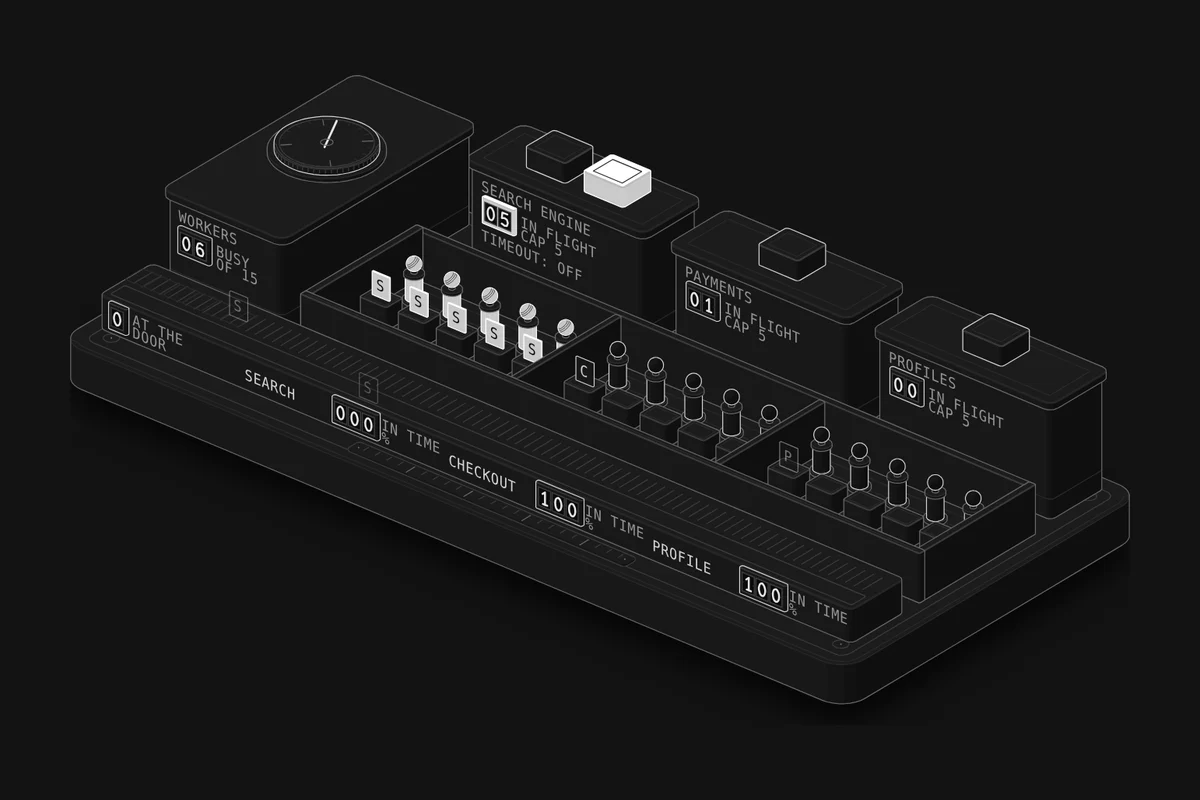 WORKERS
06 BUSY
OF 15
SEARCH ENGINE
05 IN FLIGHT
CAP 5
TIMEOUT: OFF
PAYMENTS
01 IN FLIGHT
CAP 5
PROFILES
00 IN FLIGHT
CAP 5
S
S
S
S
S
C
P
S
S
0 AT THE
DOOR
SEARCH
000 IN TIME
%
CHECKOUT
100 IN TIME
%
PROFILE
100 IN TIME
%